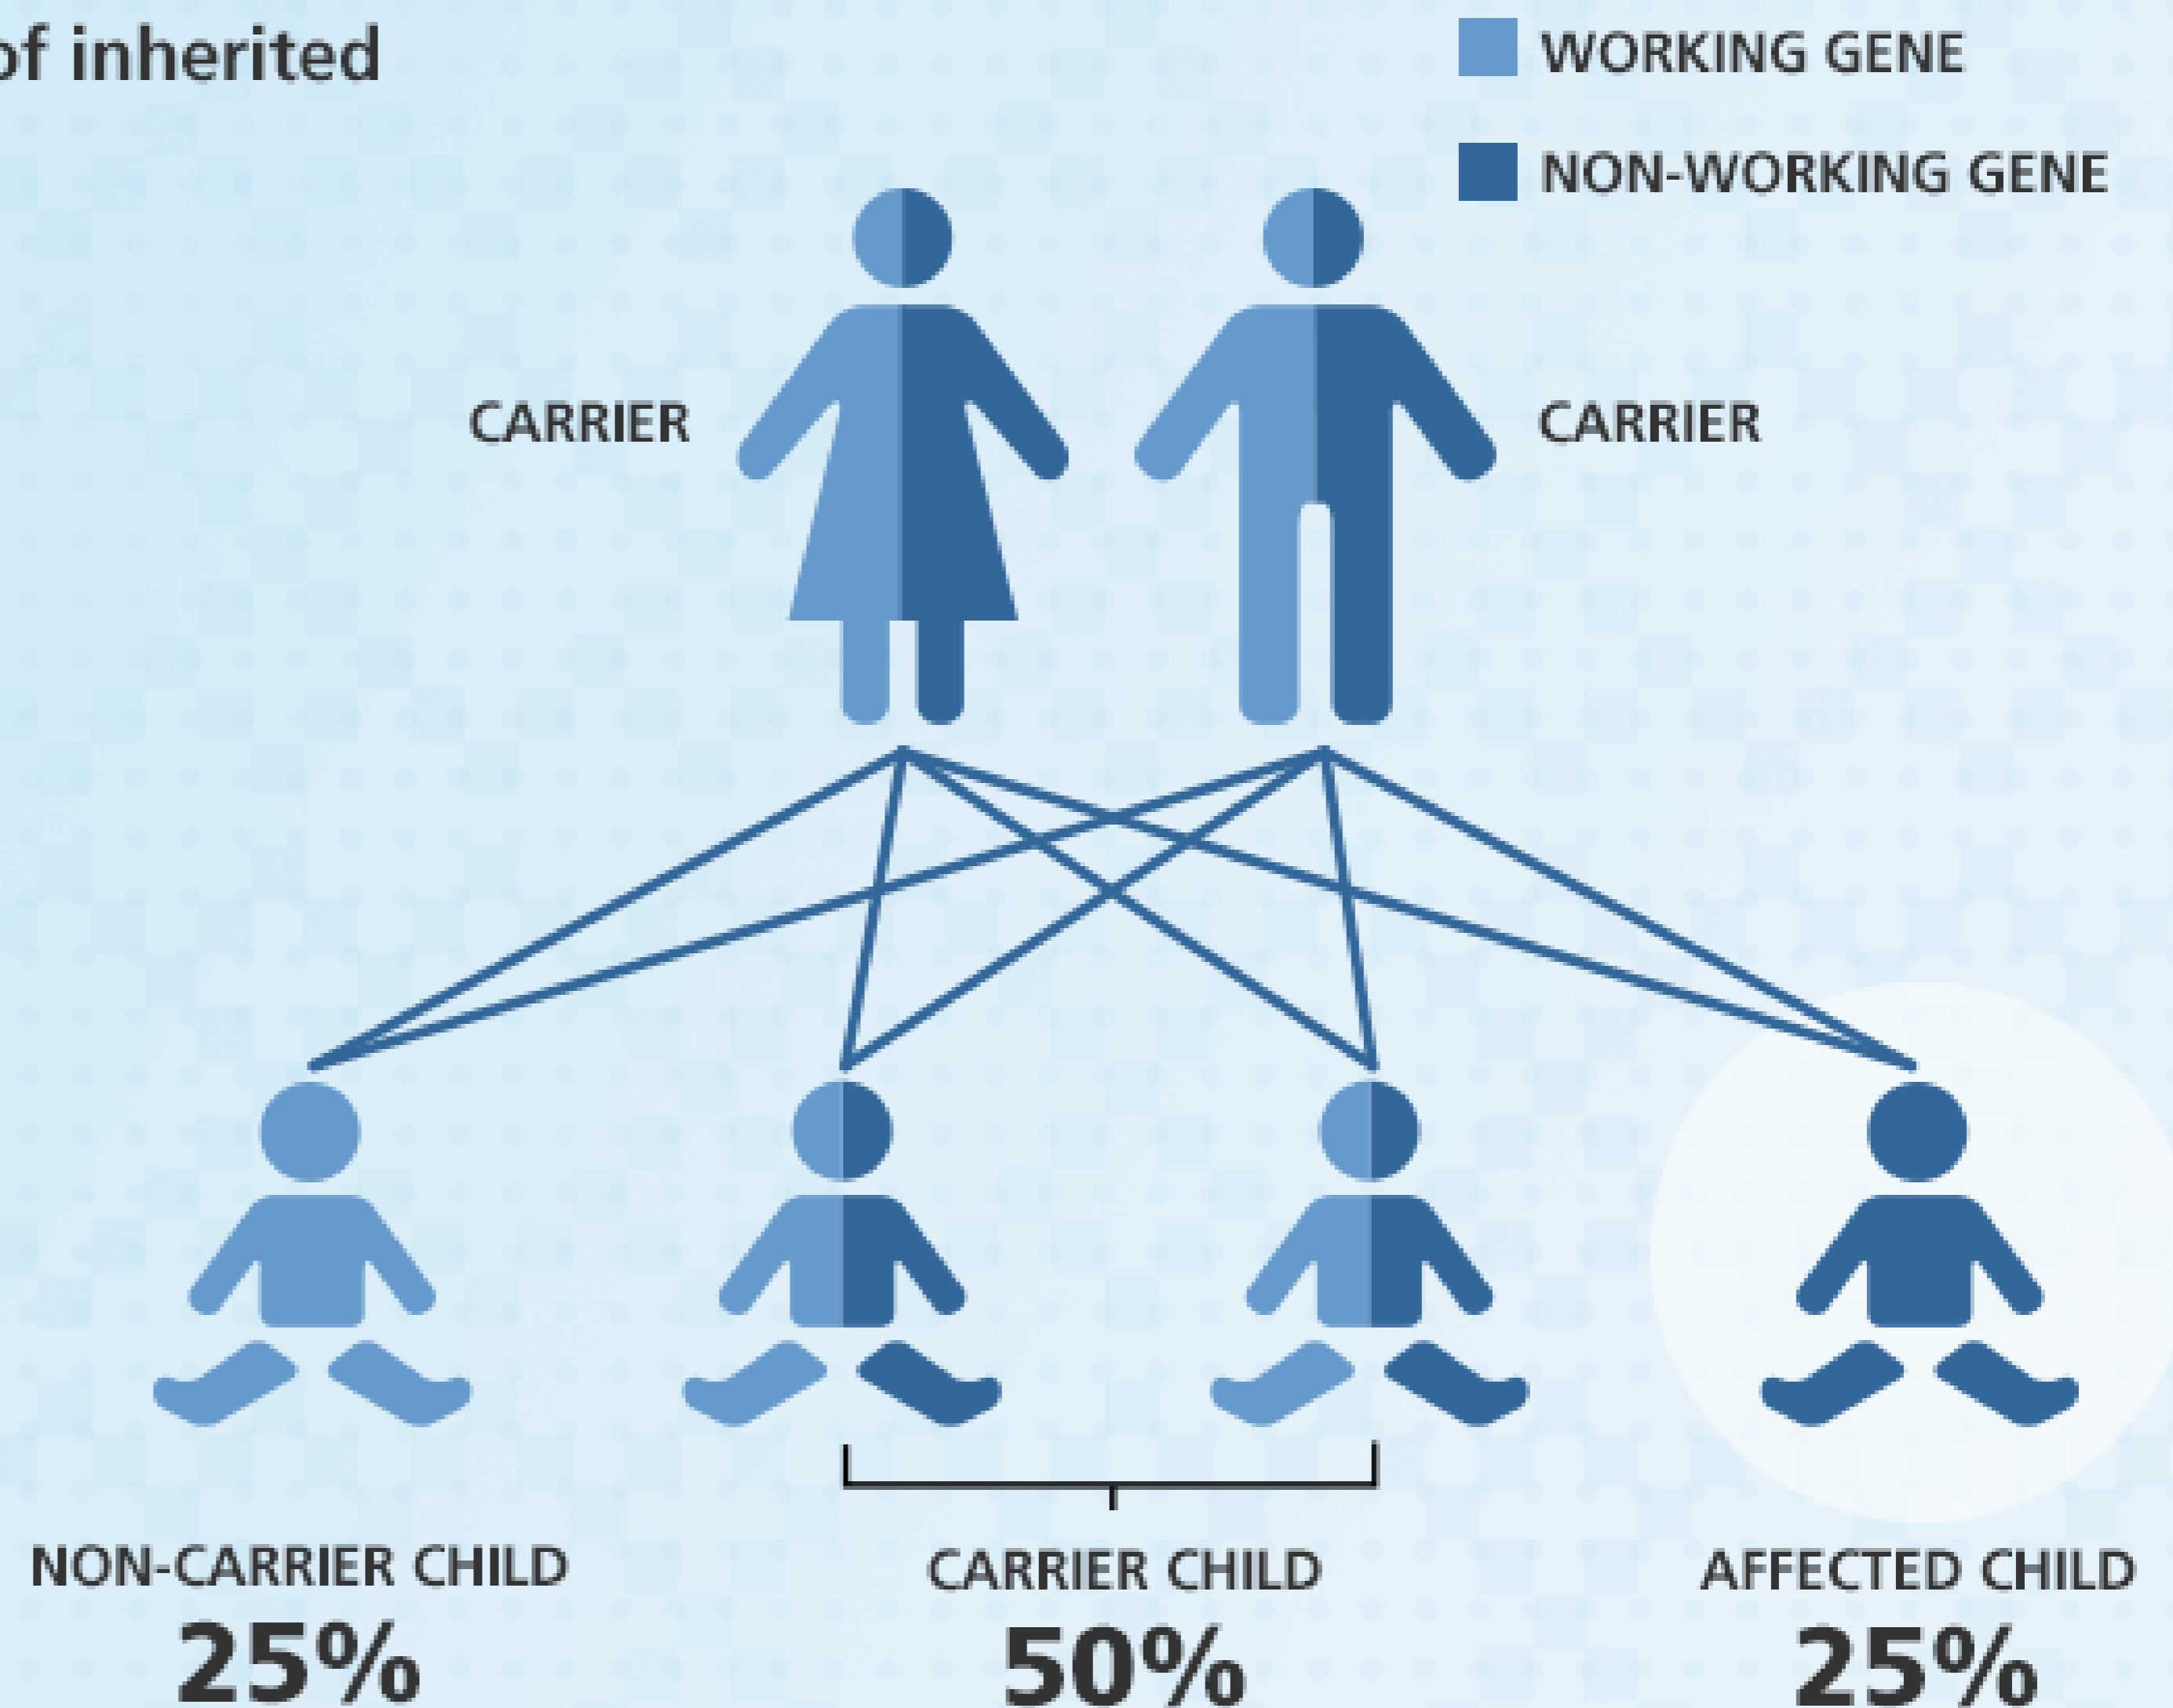 of inherited
WORKING GENE
NON-WORKING GENE
CARRIER
CARRIER
NON-CARRIER CHILD
25%
CARRIER CHILD
50%
AFFECTED CHILD
25%